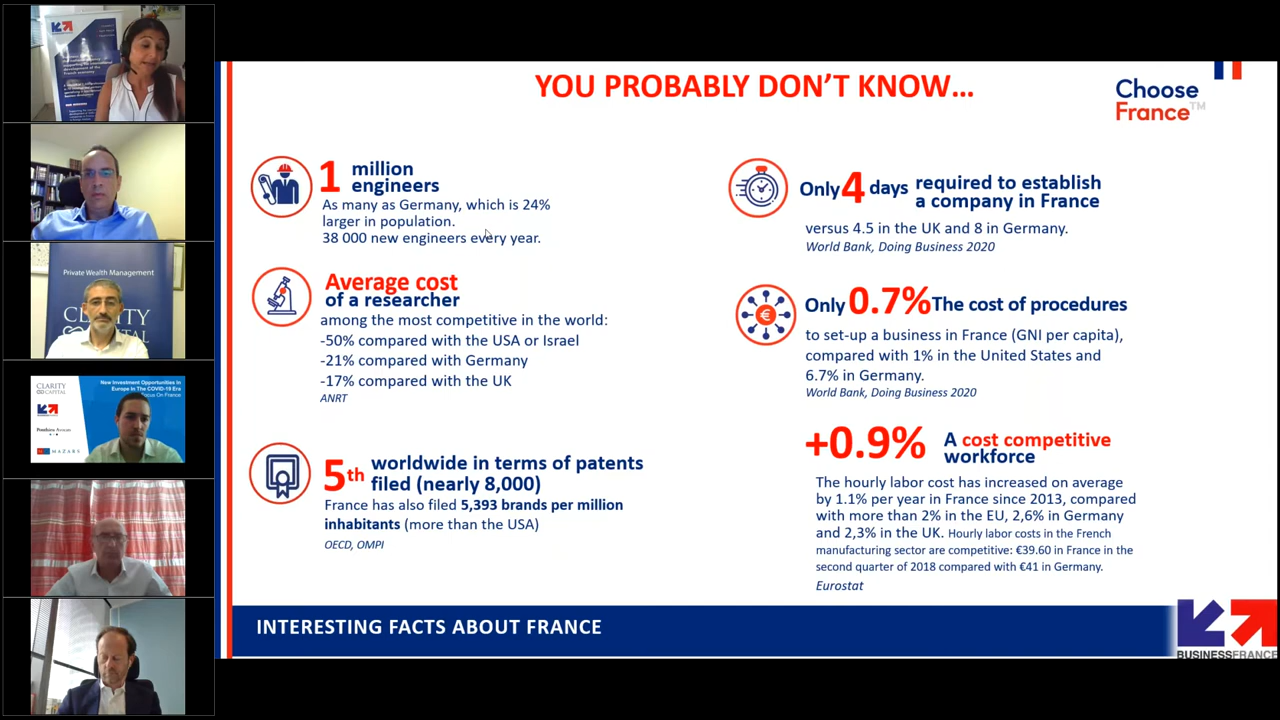 YOU PROBABLY DON'T KNOW...
Choose
France™
1 million
engineers
As many as Germany, which is 24%
larger in population.
38 000 new engineers every year.
Average cost
of a researcher
among the most competitive in the world:
-50% compared with the USA or Israel
-21% compared with Germany
-17% compared with the UK
ANRT
5th worldwide in terms of patents
filed (nearly 8,000)
France has also filed 5,393 brands per million
inhabitants (more than the USA)
OECD, OMPI
Only 4 days required to establish
a company in France
versus 4.5 in the UK and 8 in Germany.
World Bank, Doing Business 2020
€
Only 0.7% The cost of procedures
to set-up a business in France (GNI per capita),
compared with 1% in the United States and
6.7% in Germany.
World Bank, Doing Business 2020
+0.9% A cost competitive
workforce
The hourly labor cost has increased on average
by 1.1% per year in France since 2013, compared
with more than 2% in the EU, 2,6% in Germany
and 2,3% in the UK. Hourly labor costs in the French
manufacturing sector are competitive: €39.60 in France in the
second quarter of 2018 compared with €41 in Germany.
Eurostat
INTERESTING FACTS ABOUT FRANCE
BUSINESSFRANCE
Private Wealth Management
CLARITY
CLARITY
CAPITAL
New Investment Opportunities In
Europe In The COVID-19 Era
Focus On France
MAZARS